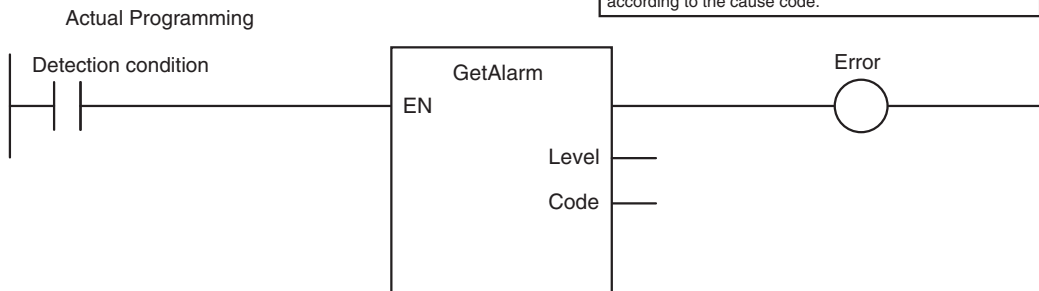 according to the cause code.
Actual Programming
Detection condition
GetAlarm
Error
EN
Level
Code